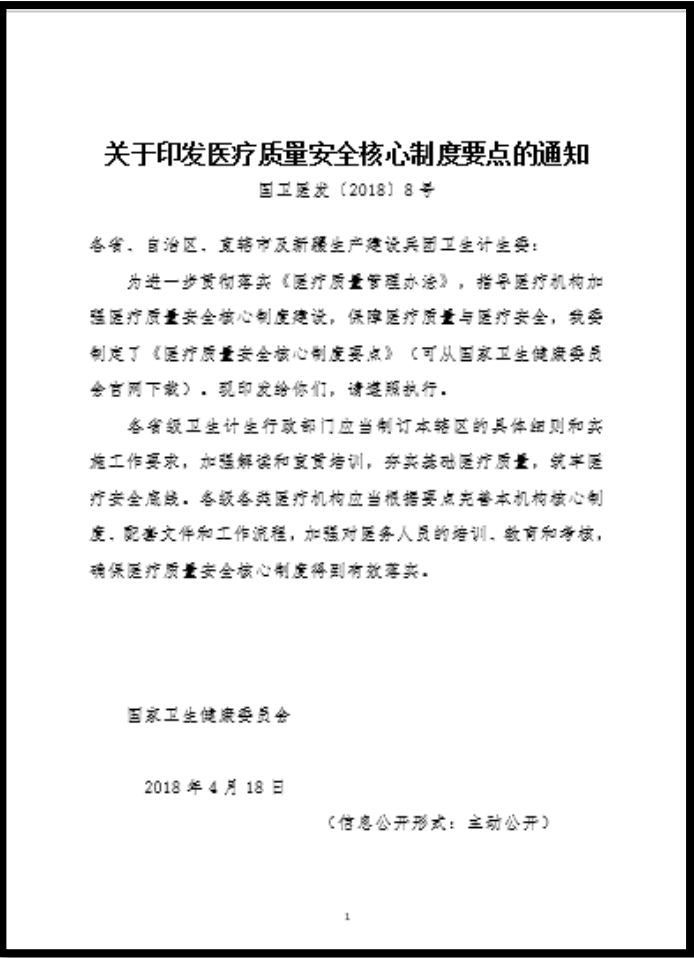 关于印发医疗质量安全核心制度要点的通知
国卫医发〔2018〕8号
各省、自治区、直辖市及新疆生产建设兵团卫生计生委：
为进一步贯彻落实《医疗质量管理办法》，指导医疗机构加
强医疗质量安全核心制度建设，保障医疗质量与医疗安全，我委
制定了《医疗质量安全核心制度要点》（可从国家卫生健康委员
会官网下载）。现印发给你们，请遵照执行。
各省级卫生计生行政部门应当制订本辖区的具体细则和实
施工作要求，加强解读和宣贯培训，夯实基础医疗质量，筑牢医
疗安全底线。各级各类医疗机构应当根据要点完善本机构核心制
度、配套文件和工作流程，加强对医务人员的培训、教育和考核，
确保医疗质量安全核心制度得到有效落实。
国家卫生健康委员会
2018年4月18日
（信息公开形式：主动公开）
1